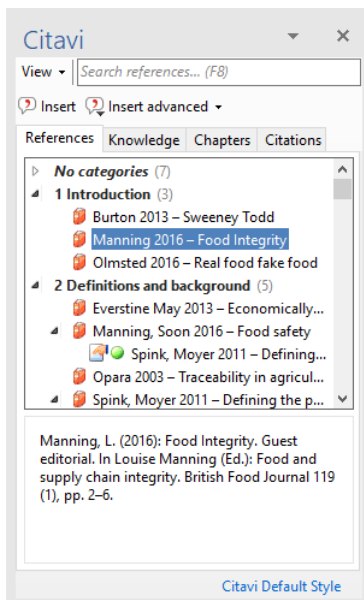 Citavi
View
Search references... (F8)
Insert Insert advanced
References Knowledge Chapters Citations
No categories (7)
1 Introduction (3)
Burton 2013 – Sweeney Todd
Manning 2016 – Food Integrity
Olmsted 2016 – Real food fake food
2 Definitions and background (5)
Everstine May 2013 – Economically...
Manning, Soon 2016 – Food safety
Spink, Moyer 2011 – Defining...
Opara 2003 – Traceability in agricul...
Spink, Moyer 2011 – Defining the p...
Manning, L. (2016): Food Integrity. Guest
editorial. In Louise Manning (Ed.): Food and
supply chain integrity. British Food Journal 119
(1), pp. 2–6.
Citavi Default Style